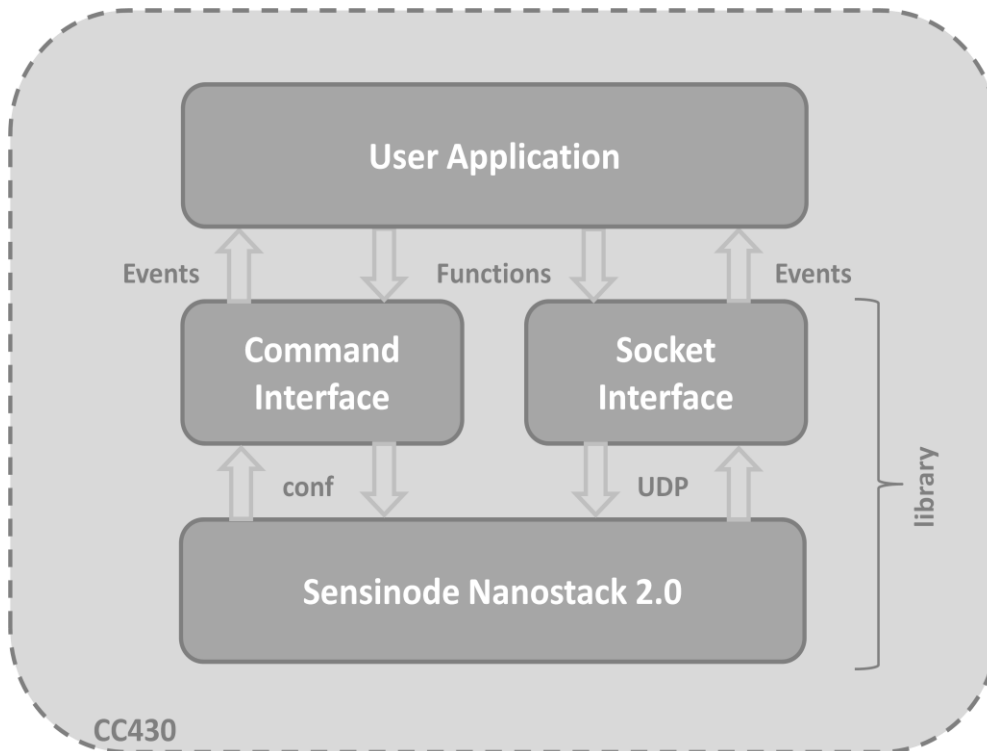 User Application
Events
Functions
Events
Command
Interface
Socket
Interface
conf
UDP
library
Sensinode Nanostack 2.0
CC430